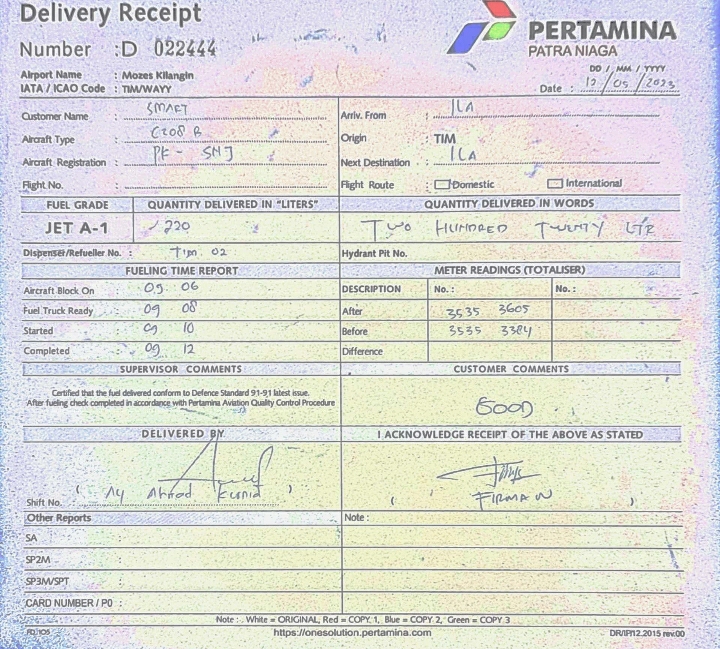 Delivery Receipt
PERTAMINA
PATRA NIAGA
Number : D 022444
Airport Name : Mozes Kilangin
IATA / ICAO Code : TIM/WAYY
DD / MM / YYYY
Date : 12 / 05 / 2023
Customer Name : SMART
Arriv. From : ILA
Aircraft Type : C208 B
Origin : TIM
Aircraft Registration : PK - SNJ
Next Destination : ILA
Flight No. :
Flight Route : Domestic International
FUEL GRADE QUANTITY DELIVERED IN "LITERS" QUANTITY DELIVERED IN WORDS
JET A-1 220 TWO HUNDRED TWENTY LTR
Dispenser/Refueller No. : TIM 02 Hydrant Pit No.
FUELING TIME REPORT METER READINGS (TOTALISER)
Aircraft Block On : 09 06 DESCRIPTION No. : No. :
Fuel Truck Ready : 09 08 After 3535 3605
Started : 09 10 Before 3535 3384
Completed : 09 12 Difference
SUPERVISOR COMMENTS CUSTOMER COMMENTS
Certified that the fuel delivered conform to Defence Standard 91-91 latest issue.
After fueling check completed in accordance with Pertamina Aviation Quality Control Procedure
GOOD
DELIVERED BY I ACKNOWLEDGE RECEIPT OF THE ABOVE AS STATED
Shift No. ( )
( FIRMAN )
Other Reports Note :
SA
SP2M :
SP3M/SPT :
CARD NUMBER / PO :
Note : . White = ORIGINAL, Red = COPY 1, Blue = COPY 2, Green = COPY 3
https://onesolution.pertamina.com